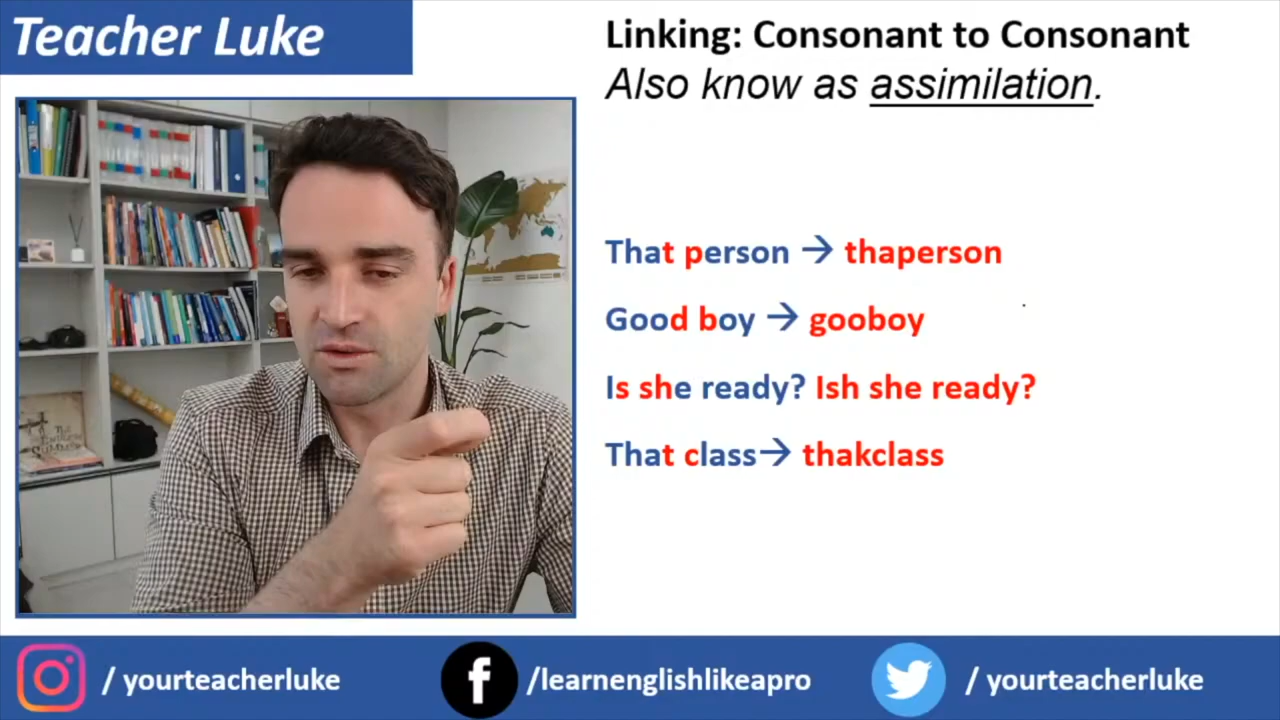 Teacher Luke
Linking: Consonant to Consonant
Also know as assimilation.
That person → thaperson
Good boy → gooboy
Is she ready? Ish she ready?
That class→ thakclass
/ yourteacherluke
/learnenglishlikeapro
/ yourteacherluke